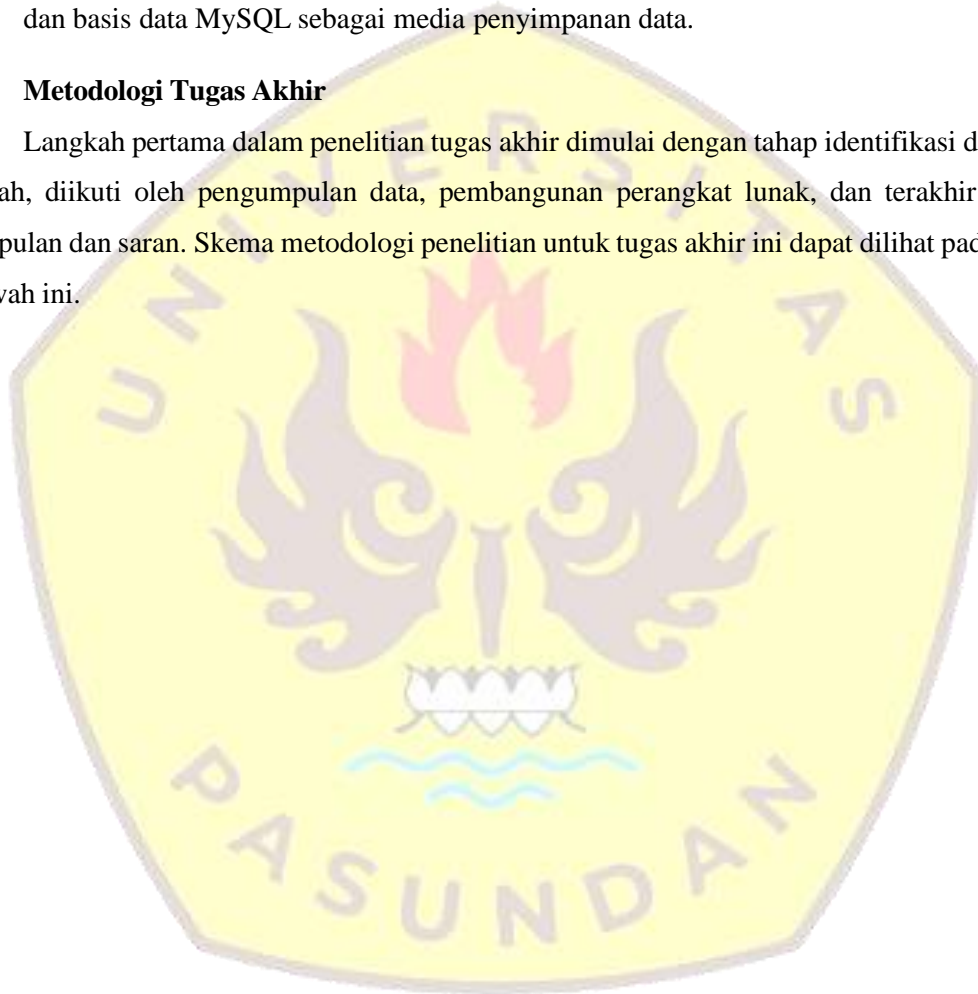 dan basis data MySQL sebagai media penyimpanan data.
Metodologi Tugas Akhir
Langkah pertama dalam penelitian tugas akhir dimulai dengan tahap identifikasi d
ah, diikuti oleh pengumpulan data, pembangunan perangkat lunak, dan terakhir
pulan dan saran. Skema metodologi penelitian untuk tugas akhir ini dapat dilihat pad
vah ini.
UNIVERSITAS
PASUNDAN